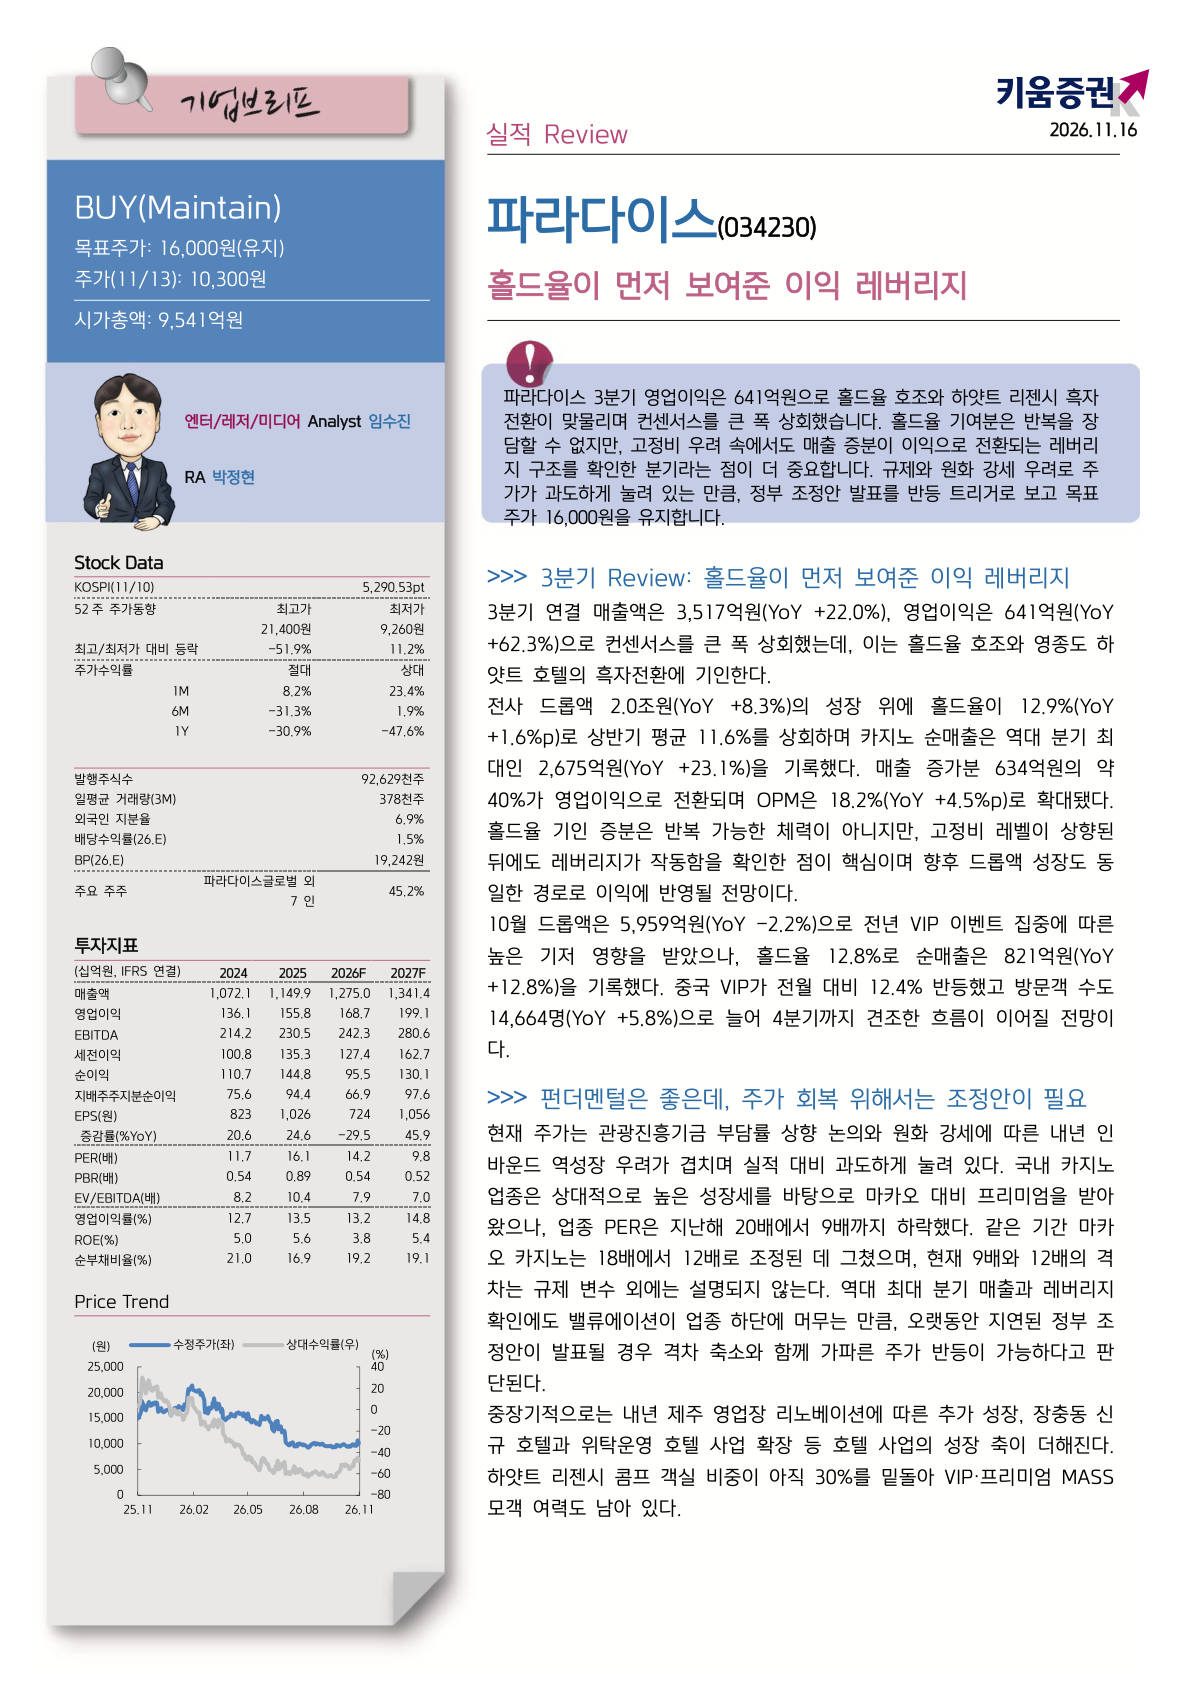 기업브리프
BUY(Maintain)
목표주가: 16,000원(유지)
주가(11/13): 10,300원
시가총액: 9,541억원
엔터/레저/미디어 Analyst 임수진
RA 박정현
Stock Data
KOSPI(11/10) 5,290.53pt
52 주 주가동향 최고가 최저가
21,400원 9,260원
최고/최저가 대비 등락 -51.9% 11.2%
주가수익률 절대 상대
1M 8.2% 23.4%
6M -31.3% 1.9%
1Y -30.9% -47.6%
발행주식수 92,629천주
일평균 거래량(3M) 378천주
외국인 지분율 6.9%
배당수익률(26.E) 1.5%
BP(26.E) 19,242원
주요 주주 파라다이스글로벌 외 7 인 45.2%
투자지표
(십억원, IFRS 연결) 2024 2025 2026F 2027F
매출액 1,072.1 1,149.9 1,275.0 1,341.4
영업이익 136.1 155.8 168.7 199.1
EBITDA 214.2 230.5 242.3 280.6
세전이익 100.8 135.3 127.4 162.7
순이익 110.7 144.8 95.5 130.1
지배주주지분순이익 75.6 94.4 66.9 97.6
EPS(원) 823 1,026 724 1,056
증감률(%YoY) 20.6 24.6 -29.5 45.9
PER(배) 11.7 16.1 14.2 9.8
PBR(배) 0.54 0.89 0.54 0.52
EV/EBITDA(배) 8.2 10.4 7.9 7.0
영업이익률(%) 12.7 13.5 13.2 14.8
ROE(%) 5.0 5.6 3.8 5.4
순부채비율(%) 21.0 16.9 19.2 19.1
Price Trend
(원) 수정주가(좌) 상대수익률(우) (%)
25,000 40
20,000 20
15,000 0
10,000 -20
5,000 -40
0 -60
-80
25.11 26.02 26.05 26.08 26.11
키움증권
2026.11.16
실적 Review
파라다이스(034230)
홀드율이 먼저 보여준 이익 레버리지
파라다이스 3분기 영업이익은 641억원으로 홀드율 호조와 하얏트 리젠시 흑자
전환이 맞물리며 컨센서스를 큰 폭 상회했습니다. 홀드율 기여분은 반복을 장
담할 수 없지만, 고정비 우려 속에서도 매출 증분이 이익으로 전환되는 레버리
지 구조를 확인한 분기라는 점이 더 중요합니다. 규제와 원화 강세 우려로 주
가가 과도하게 눌려 있는 만큼, 정부 조정안 발표를 반등 트리거로 보고 목표
주가 16,000원을 유지합니다.
>>> 3분기 Review: 홀드율이 먼저 보여준 이익 레버리지
3분기 연결 매출액은 3,517억원(YoY +22.0%), 영업이익은 641억원(YoY
+62.3%)으로 컨센서스를 큰 폭 상회했는데, 이는 홀드율 호조와 영종도 하
얏트 호텔의 흑자전환에 기인한다.
전사 드롭액 2.0조원(YoY +8.3%)의 성장 위에 홀드율이 12.9%(YoY
+1.6%p)로 상반기 평균 11.6%를 상회하며 카지노 순매출은 역대 분기 최
대인 2,675억원(YoY +23.1%)을 기록했다. 매출 증가분 634억원의 약
40%가 영업이익으로 전환되며 OPM은 18.2%(YoY +4.5%p)로 확대됐다.
홀드율 기인 증분은 반복 가능한 체력이 아니지만, 고정비 레벨이 상향된
뒤에도 레버리지가 작동함을 확인한 점이 핵심이며 향후 드롭액 성장도 동
일한 경로로 이익에 반영될 전망이다.
10월 드롭액은 5,959억원(YoY -2.2%)으로 전년 VIP 이벤트 집중에 따른
높은 기저 영향을 받았으나, 홀드율 12.8%로 순매출은 821억원(YoY
+12.8%)을 기록했다. 중국 VIP가 전월 대비 12.4% 반등했고 방문객 수도
14,664명(YoY +5.8%)으로 늘어 4분기까지 견조한 흐름이 이어질 전망이
다.
>>> 펀더멘털은 좋은데, 주가 회복 위해서는 조정안이 필요
현재 주가는 관광진흥기금 부담률 상향 논의와 원화 강세에 따른 내년 인
바운드 역성장 우려가 겹치며 실적 대비 과도하게 눌려 있다. 국내 카지노
업종은 상대적으로 높은 성장세를 바탕으로 마카오 대비 프리미엄을 받아
왔으나, 업종 PER은 지난해 20배에서 9배까지 하락했다. 같은 기간 마카
오 카지노는 18배에서 12배로 조정된 데 그쳤으며, 현재 9배와 12배의 격
차는 규제 변수 외에는 설명되지 않는다. 역대 최대 분기 매출과 레버리지
확인에도 밸류에이션이 업종 하단에 머무는 만큼, 오랫동안 지연된 정부 조
정안이 발표될 경우 격차 축소와 함께 가파른 주가 반등이 가능하다고 판
단된다.
중장기적으로는 내년 제주 영업장 리노베이션에 따른 추가 성장, 장충동 신
규 호텔과 위탁운영 호텔 사업 확장 등 호텔 사업의 성장 축이 더해진다.
하얏트 리젠시 콤프 객실 비중이 아직 30%를 밑돌아 VIP·프리미엄 MASS
모객 여력도 남아 있다.